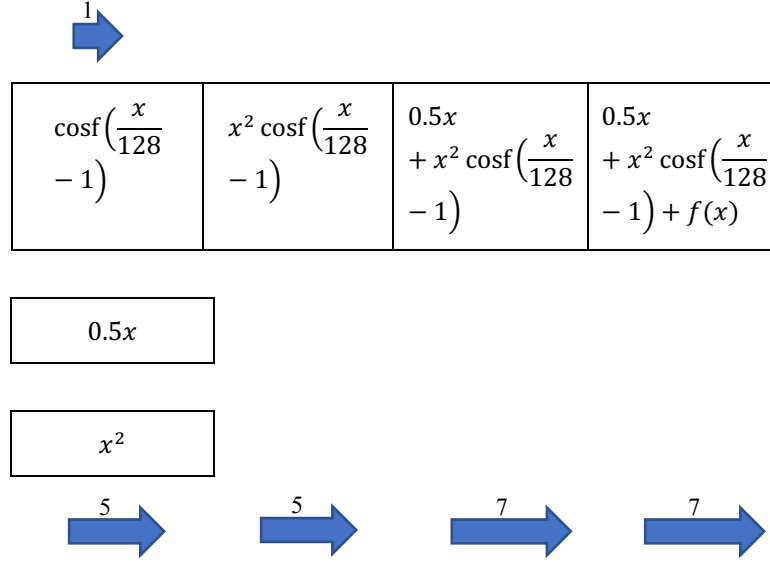 1
cosf(x/128
− 1)
x² cosf(x/128
− 1)
0.5x
+ x² cosf(x/128
− 1)
0.5x
+ x² cosf(x/128
− 1) + f(x)
0.5x
x²
5 5 7 7